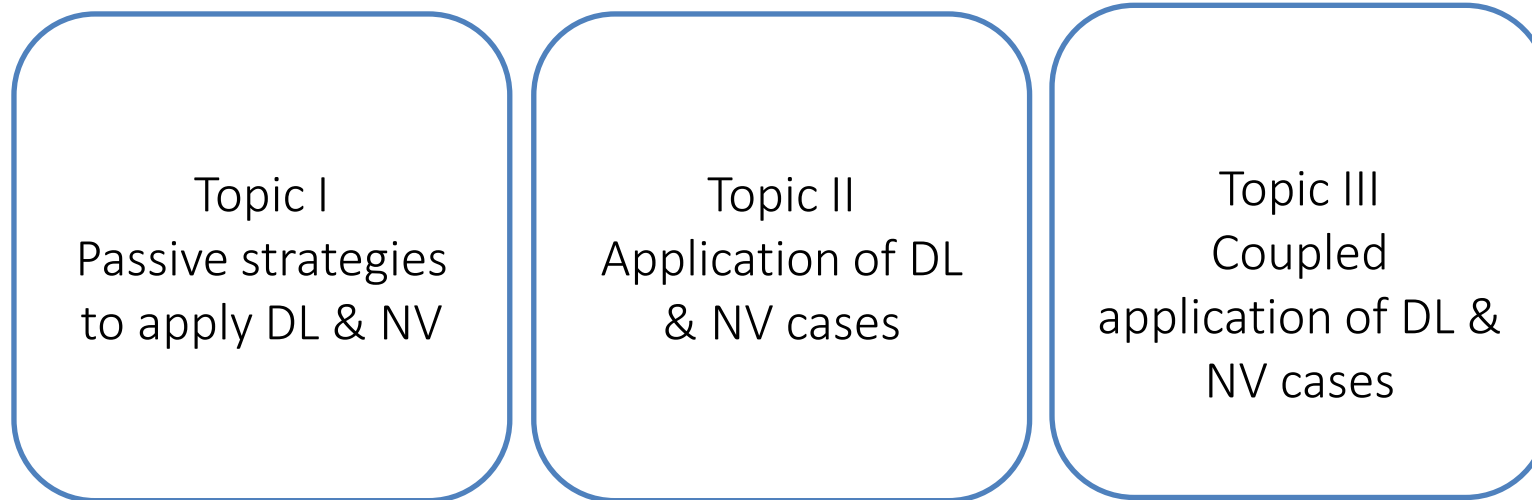 Topic I
Passive strategies
to apply DL & NV
Topic II
Application of DL
& NV cases
Topic III
Coupled
application of DL &
NV cases